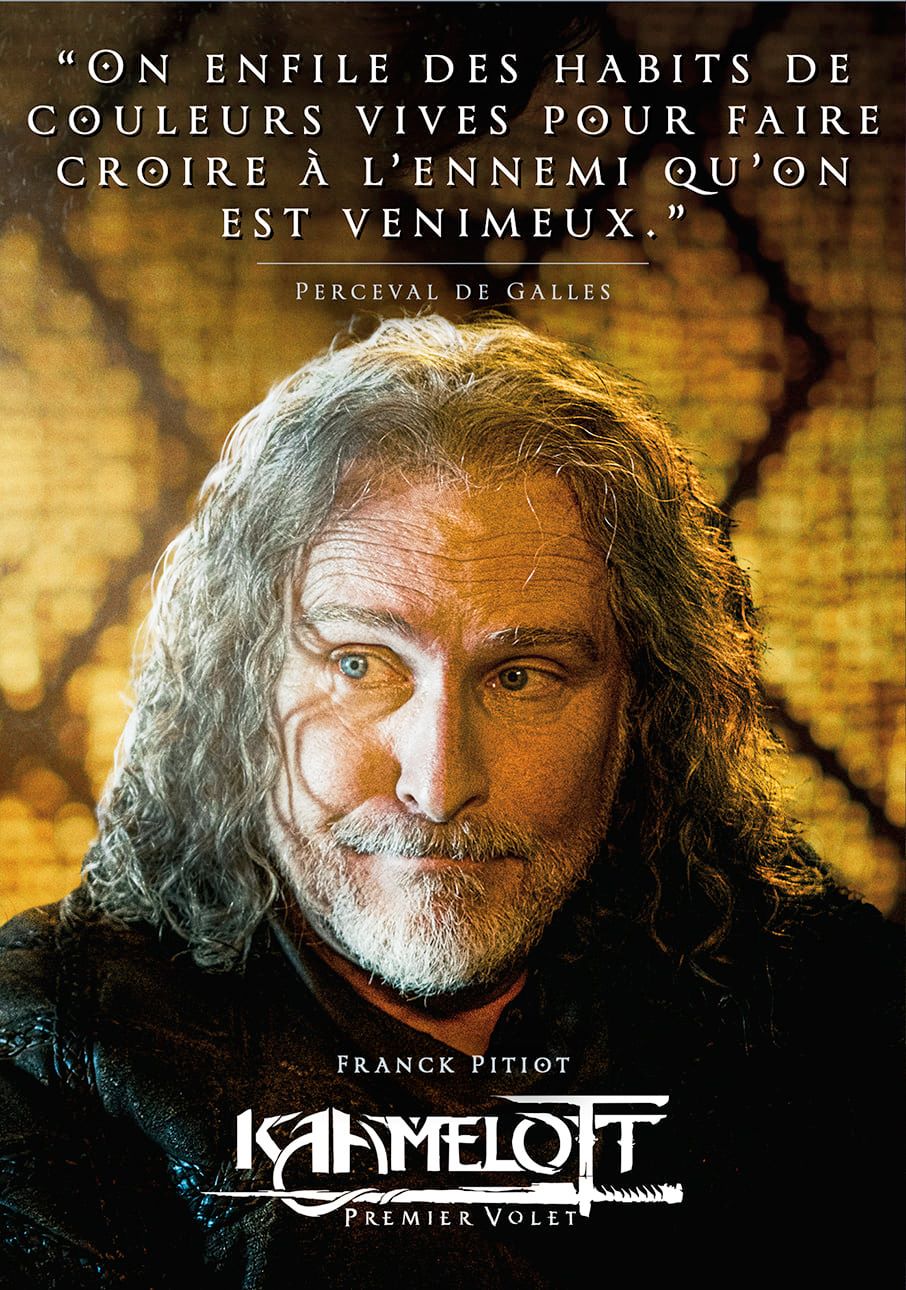 “ON ENFILE DES HABITS DE
COULEURS VIVES POUR FAIRE
CROIRE À L’ENNEMI QU’ON
EST VENIMEUX.”
PERCEVAL DE GALLES
FRANCK PITIOT
KAAMELOTT
PREMIER VOLET